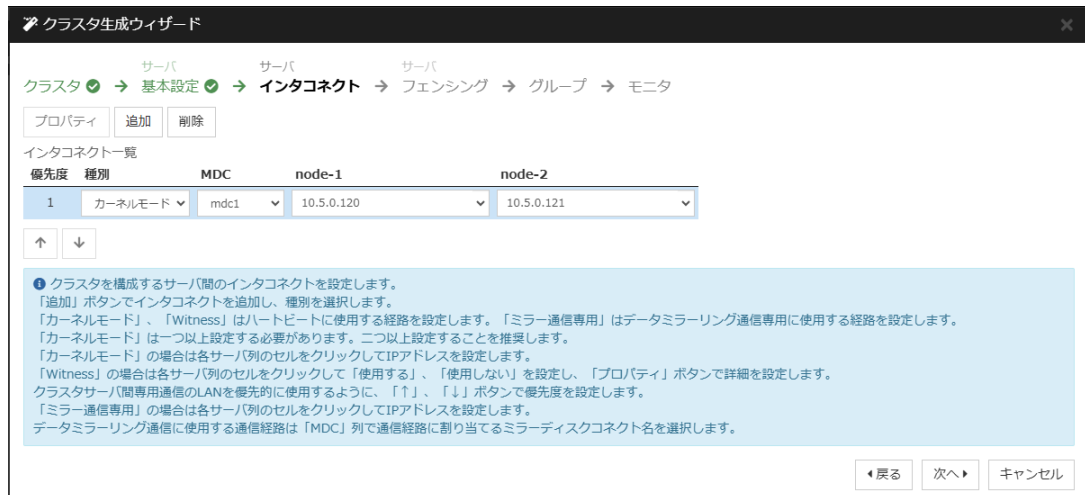 クラスタ生成ウィザード
サーバ サーバ サーバ
クラスタ → 基本設定 → インタコネクト → フェンシング → グループ → モニタ
プロパティ 追加 削除
インタコネクト一覧
優先度 種別 MDC node-1 node-2
1 カーネルモード mdc1 10.5.0.120 10.5.0.121
↑ ↓
クラスタを構成するサーバ間のインタコネクトを設定します。
「追加」ボタンでインタコネクトを追加し、種別を選択します。
「カーネルモード」、「Witness」はハートビートに使用する経路を設定します。「ミラー通信専用」はデータミラーリング通信専用に使用する経路を設定します。
「カーネルモード」は一つ以上設定する必要があります。二つ以上設定することを推奨します。
「カーネルモード」の場合は各サーバ列のセルをクリックしてIPアドレスを設定します。
「Witness」の場合は各サーバ列のセルをクリックして「使用する」、「使用しない」を設定し、「プロパティ」ボタンで詳細を設定します。
クラスタサーバ間専用通信のLANを優先的に使用するように、「↑」、「↓」ボタンで優先度を設定します。
「ミラー通信専用」の場合は各サーバ列のセルをクリックしてIPアドレスを設定します。
データミラーリング通信に使用する通信経路は「MDC」列で通信経路に割り当てるミラーディスクコネクト名を選択します。
戻る 次へ キャンセル